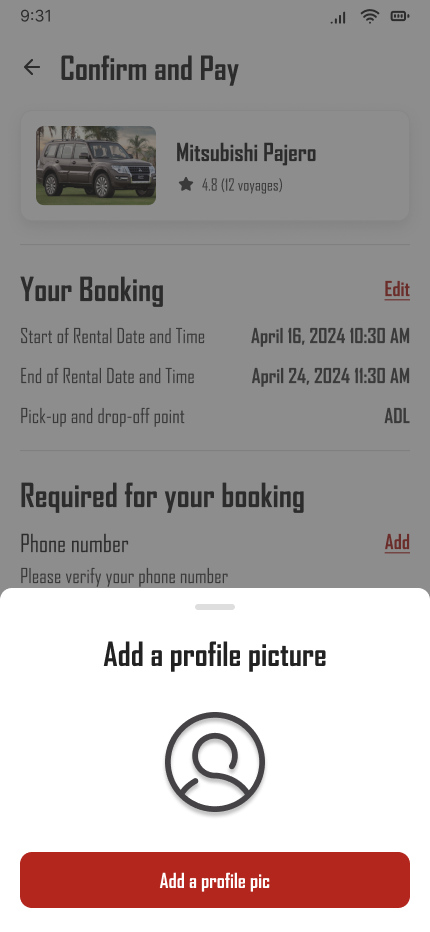 9:31
Confirm and Pay
Mitsubishi Pajero
4.8 (12 voyages)
Your Booking
Edit
Start of Rental Date and Time
April 16, 2024 10:30 AM
End of Rental Date and Time
April 24, 2024 11:30 AM
Pick-up and drop-off point
ADL
Required for your booking
Phone number
Add
Please verify your phone number
Add a profile picture
Add a profile pic